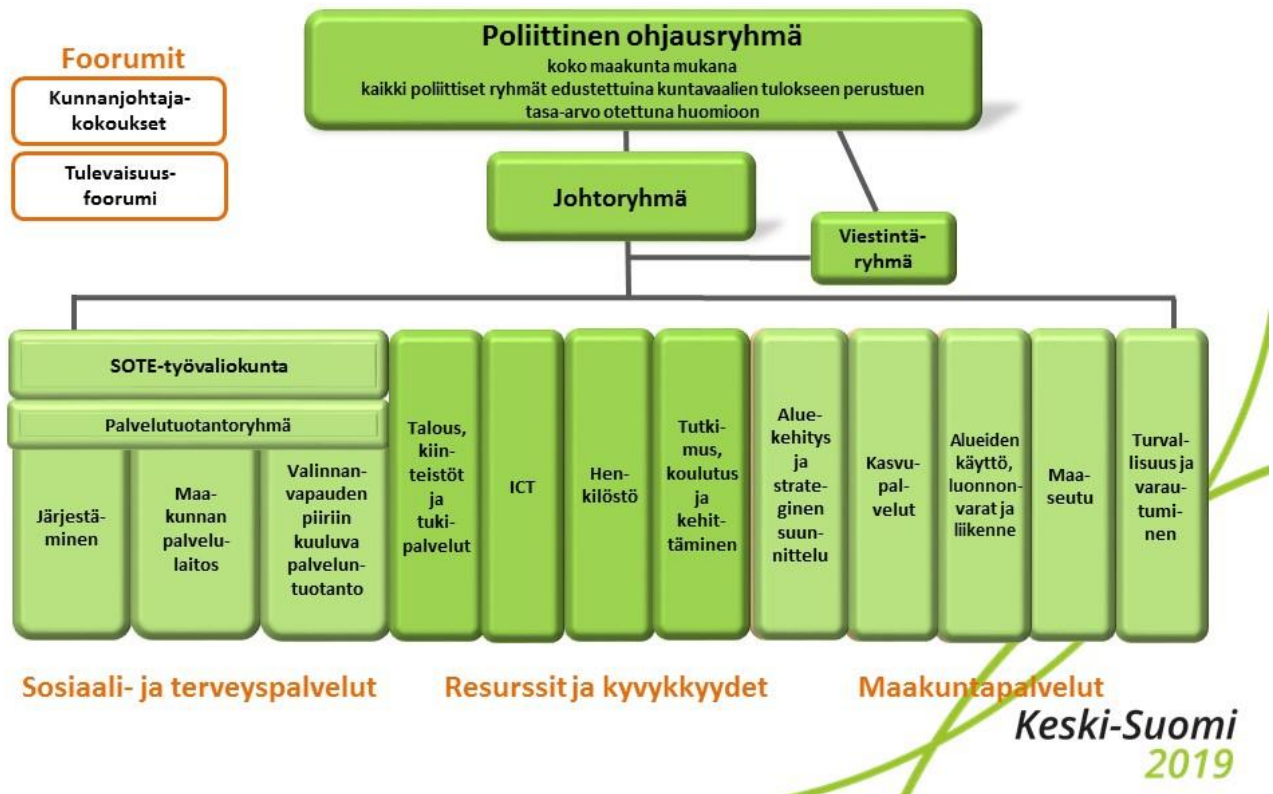 Poliittinen ohjausryhmä
koko maakunta mukana
kaikki poliittiset ryhmät edustettuina kuntavaalien tulokseen perustuen
tasa-arvo otettuna huomioon
Foorumit
Kunnanjohtaja-
kokoukset
Tulevaisuus-
foorumi
Johtoryhmä
Viestintä-
ryhmä
SOTE-työvaliokunta
Palvelutuotantoryhmä
Järjestä-
minen
Maa-
kunnan
palvelu-
laitos
Valinnan-
vapauden
piiriin
kuuluva
palvelun-
tuotanto
Talous,
kiin-
teistöt
ja
tuki-
palvelut
ICT
Hen-
kilöstö
Tutki-
mus,
koulutus
ja
kehit-
täminen
Alue-
kehitys
ja
strate-
ginen
suun-
nittelu
Kasvu-
pal-
velut
Alueiden
käyttö,
luonnon-
varat ja
liikenne
Maa-
seutu
Turval-
lisuus ja
varau-
tumi-
nen
Sosiaali- ja terveyspalvelut
Resurssit ja kyvykkyydet
Maakuntapalvelut
Keski-Suomi
2019